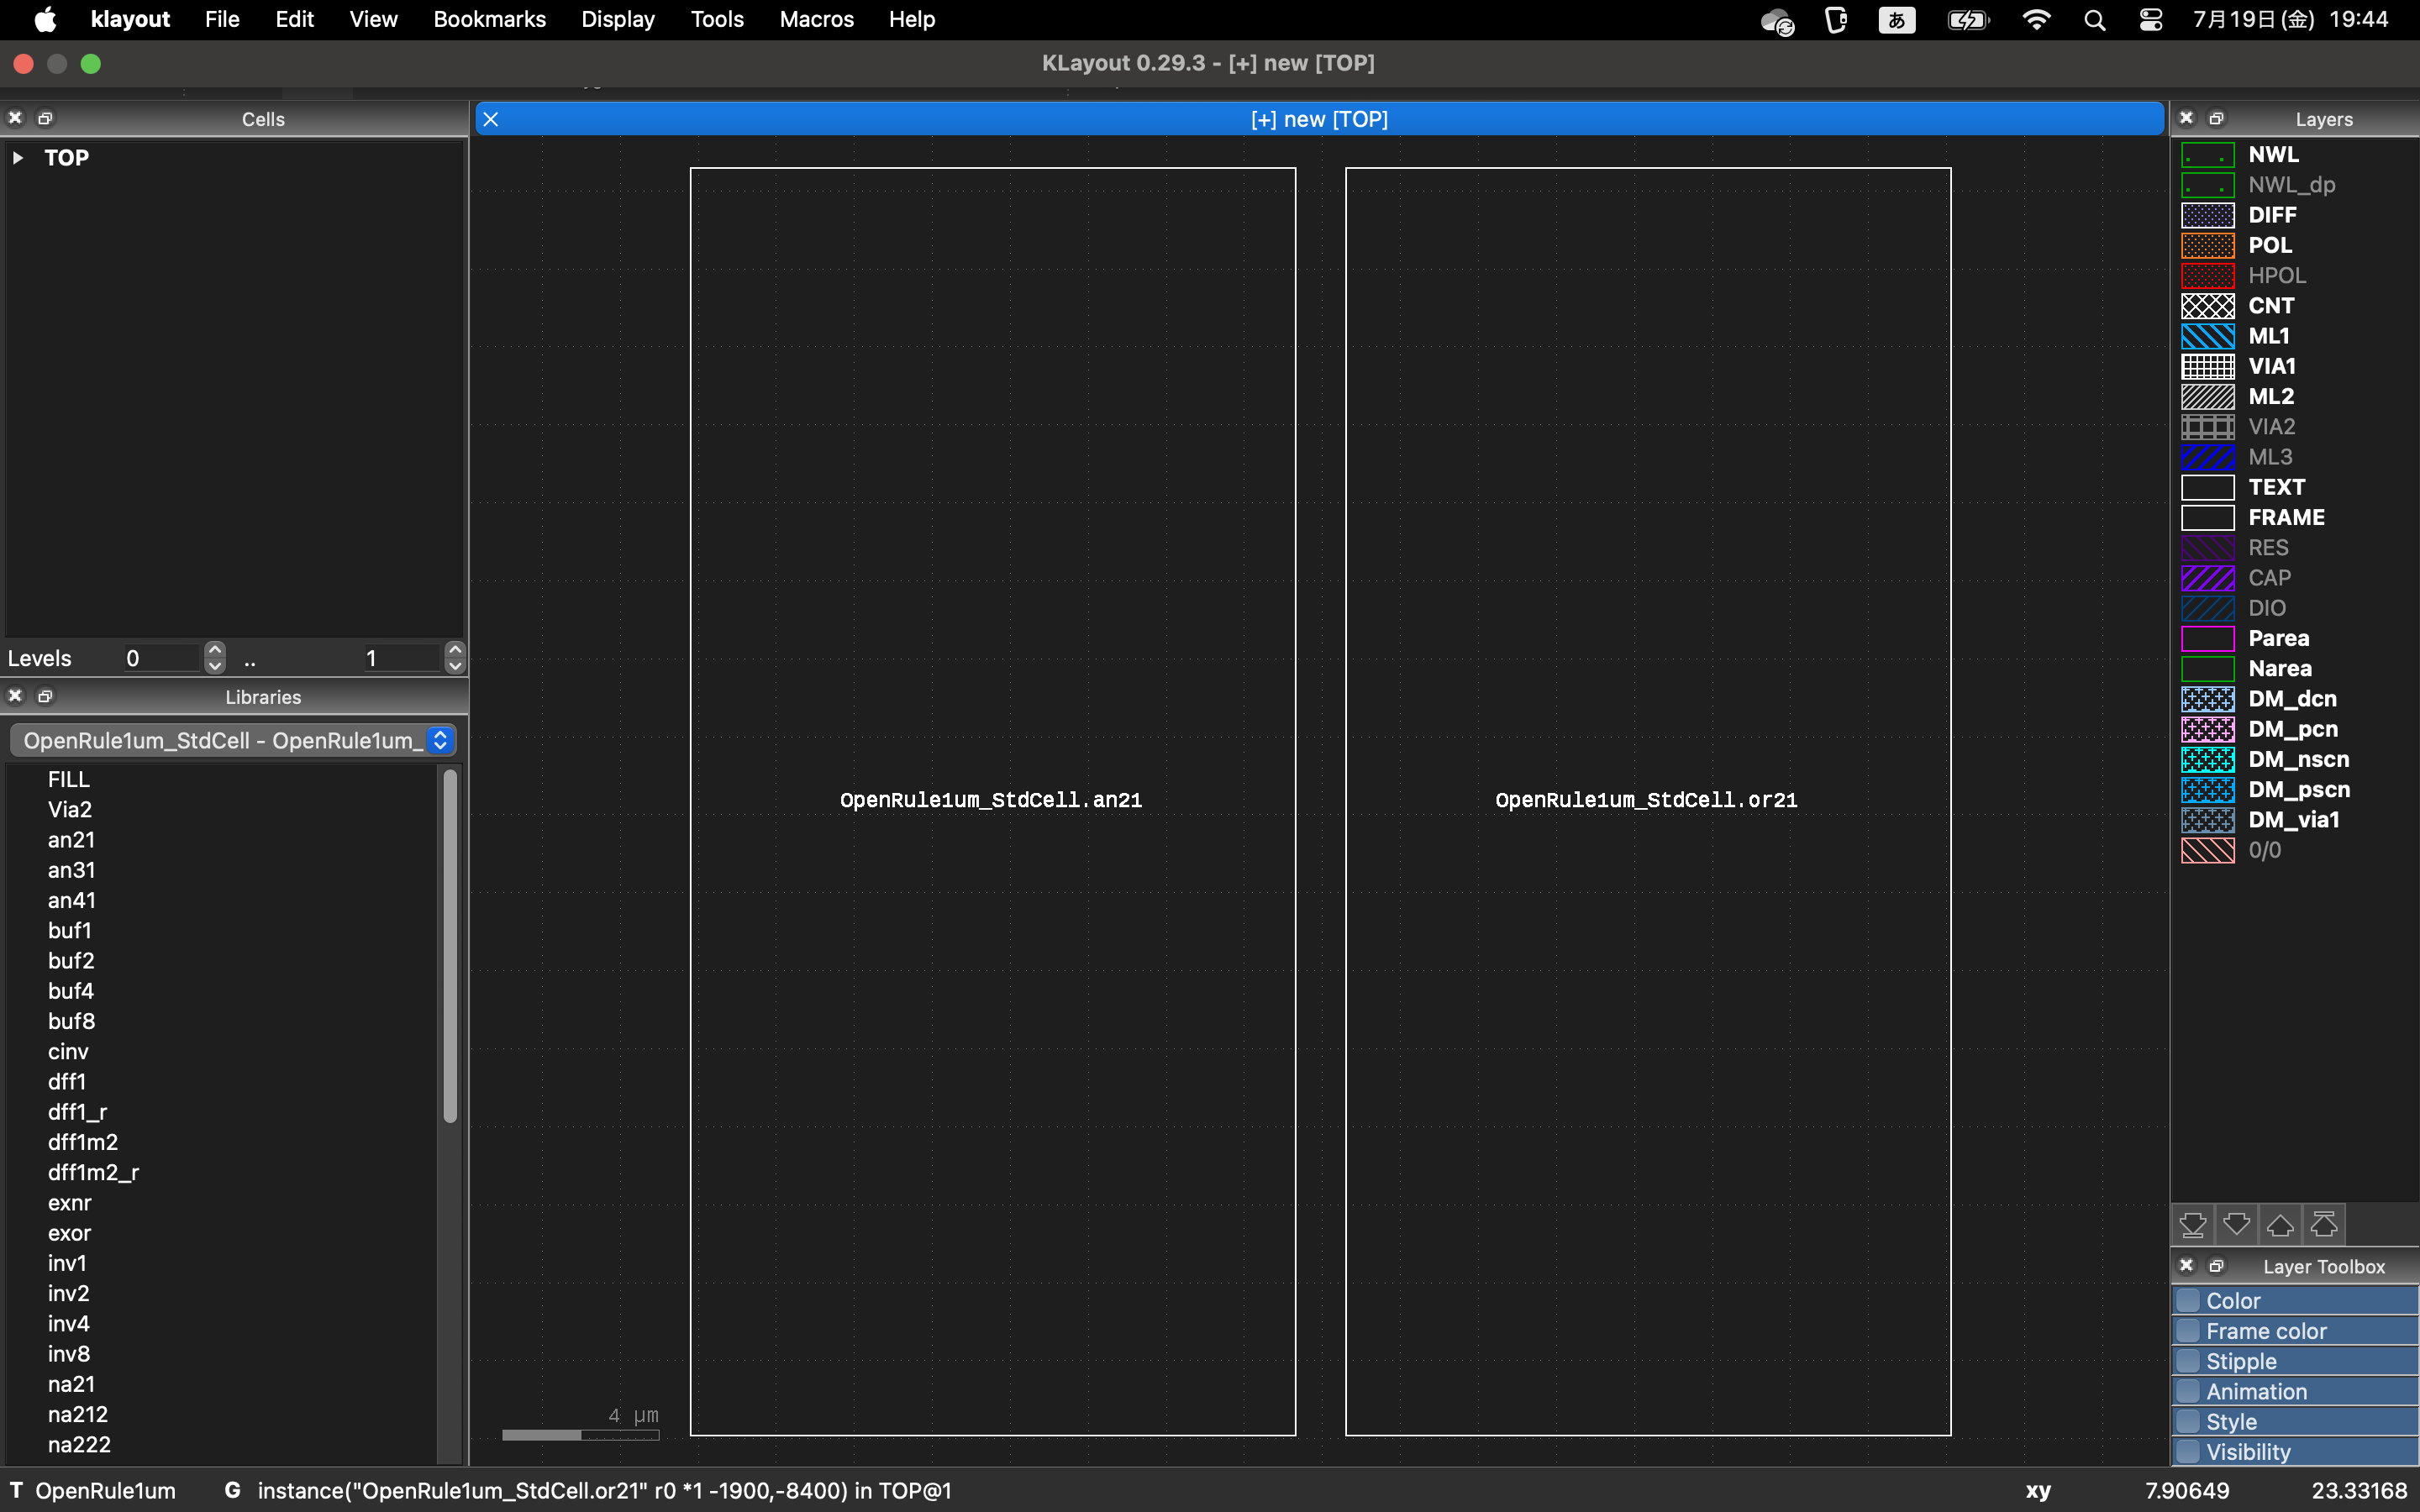 klayout File Edit View Bookmarks Display Tools Macros Help あ 7月19日(金) 19:44
KLayout 0.29.3 - [+] new [TOP]
Cells
TOP
Levels 0 .. 1
Libraries
OpenRule1um_StdCell - OpenRule1um_
FILL
Via2
an21
an31
an41
buf1
buf2
buf4
buf8
cinv
dff1
dff1_r
dff1m2
dff1m2_r
exnr
exor
inv1
inv2
inv4
inv8
na21
na212
na222
[+] new [TOP]
OpenRule1um_StdCell.an21
OpenRule1um_StdCell.or21
4 µm
Layers
NWL
NWL_dp
DIFF
POL
HPOL
CNT
ML1
VIA1
ML2
VIA2
ML3
TEXT
FRAME
RES
CAP
DIO
Parea
Narea
DM_dcn
DM_pcn
DM_nscn
DM_pscn
DM_via1
0/0
Layer Toolbox
Color
Frame color
Stipple
Animation
Style
Visibility
T OpenRule1um G instance("OpenRule1um_StdCell.or21" r0 *1 -1900,-8400) in TOP@1 xy 7.90649 23.33168